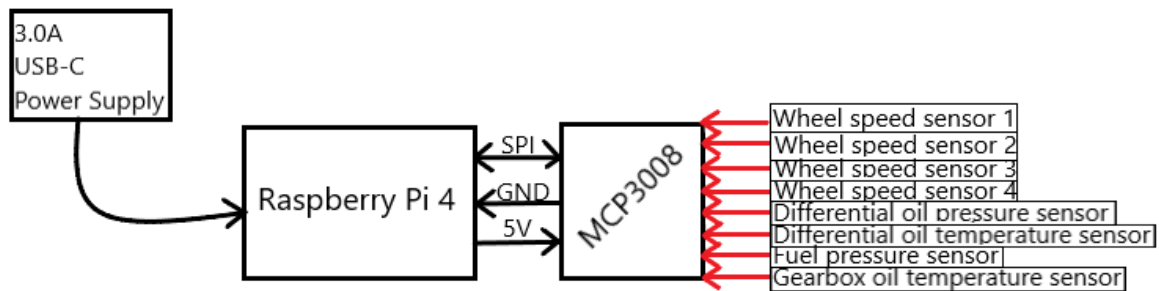 3.0A
USB-C
Power Supply
Raspberry Pi 4
SPI
GND
5V
MCP3008
Wheel speed sensor 1
Wheel speed sensor 2
Wheel speed sensor 3
Wheel speed sensor 4
Differential oil pressure sensor
Differential oil temperature sensor
Fuel pressure sensor
Gearbox oil temperature sensor